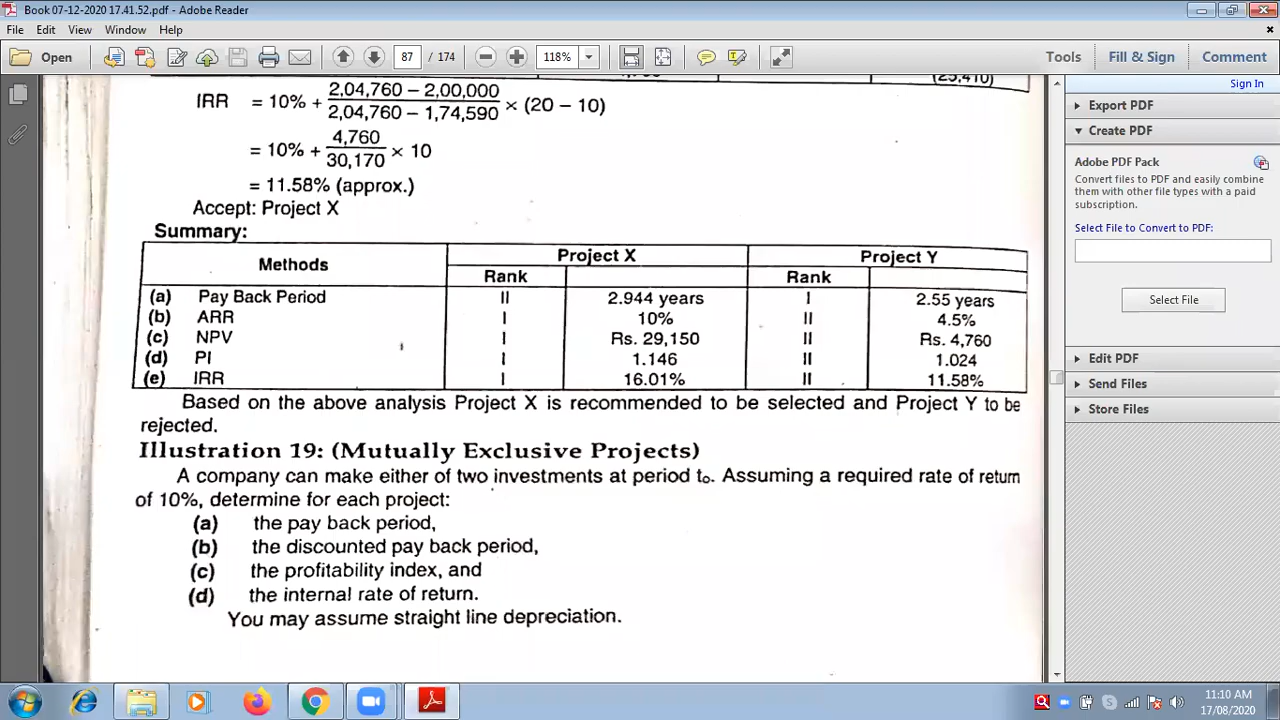 Book 07-12-2020 17.41.52.pdf - Adobe Reader
File Edit View Window Help
Open 87 / 174 118% Tools Fill & Sign Comment
(25,410)
IRR = 10% + 2,04,760 – 2,00,000 / 2,04,760 – 1,74,590 × (20 – 10)
= 10% + 4,760 / 30,170 × 10
= 11.58% (approx.)
Accept: Project X
Summary:
Methods Project X Project Y
Rank Rank
(a) Pay Back Period II 2.944 years I 2.55 years
(b) ARR I 10% II 4.5%
(c) NPV I Rs. 29,150 II Rs. 4,760
(d) PI I 1.146 II 1.024
(e) IRR I 16.01% II 11.58%
Based on the above analysis Project X is recommended to be selected and Project Y to be
rejected.
Illustration 19: (Mutually Exclusive Projects)
A company can make either of two investments at period to. Assuming a required rate of return
of 10%, determine for each project:
(a) the pay back period,
(b) the discounted pay back period,
(c) the profitability index, and
(d) the internal rate of return.
You may assume straight line depreciation.
Sign In
Export PDF
Create PDF
Adobe PDF Pack
Convert files to PDF and easily combine
them with other file types with a paid
subscription.
Select File to Convert to PDF:
Select File
Edit PDF
Send Files
Store Files
11:10 AM
17/08/2020